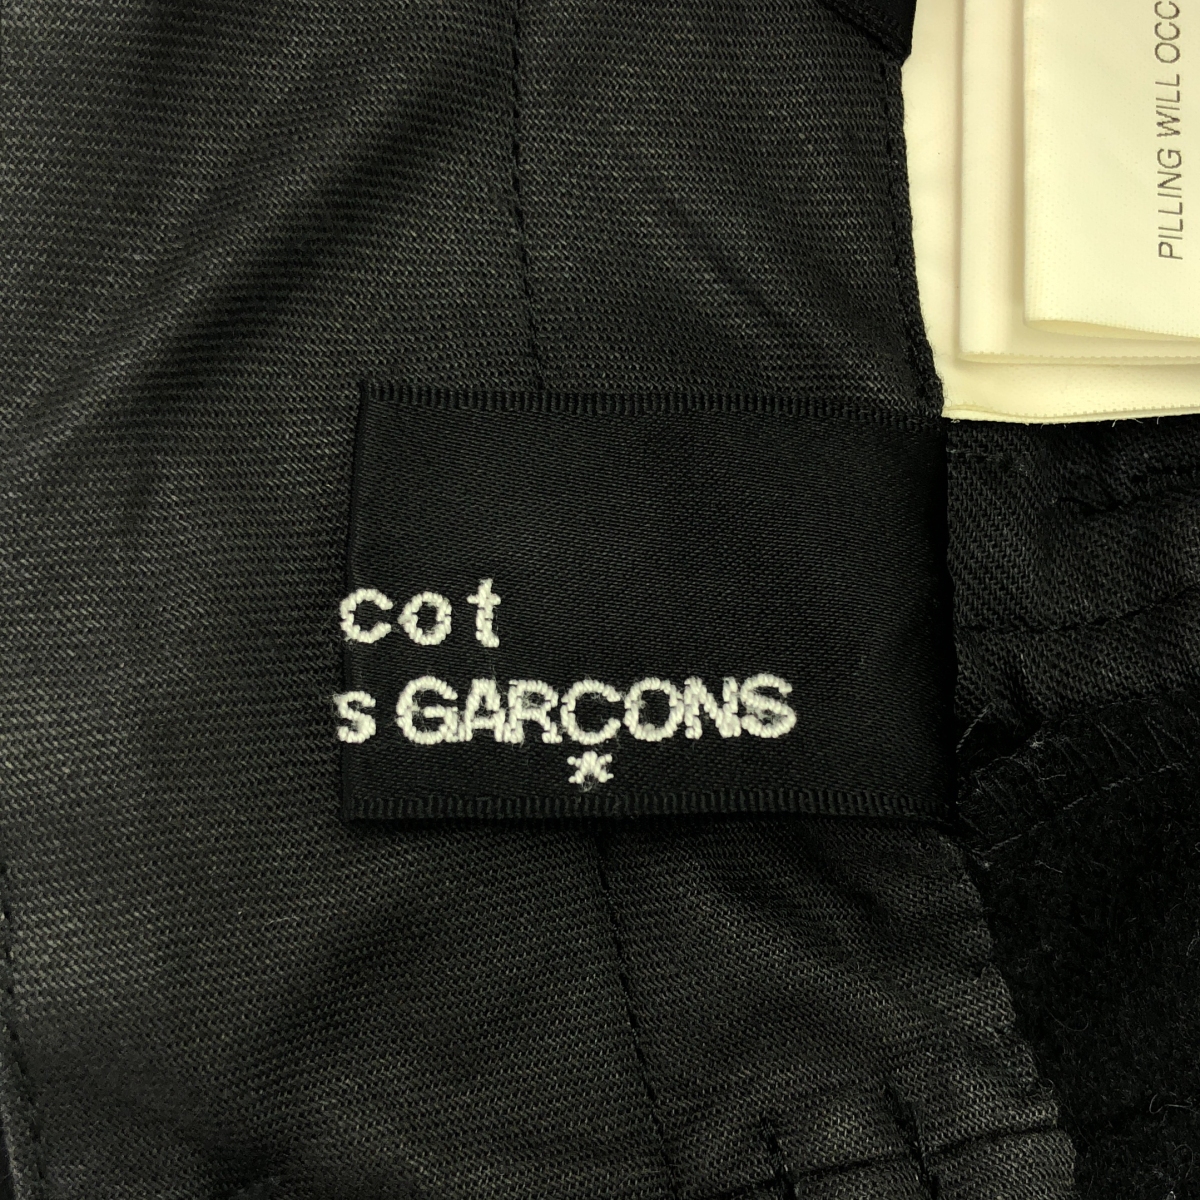 cot
s GARCONS
*
PILLING WILL OCC